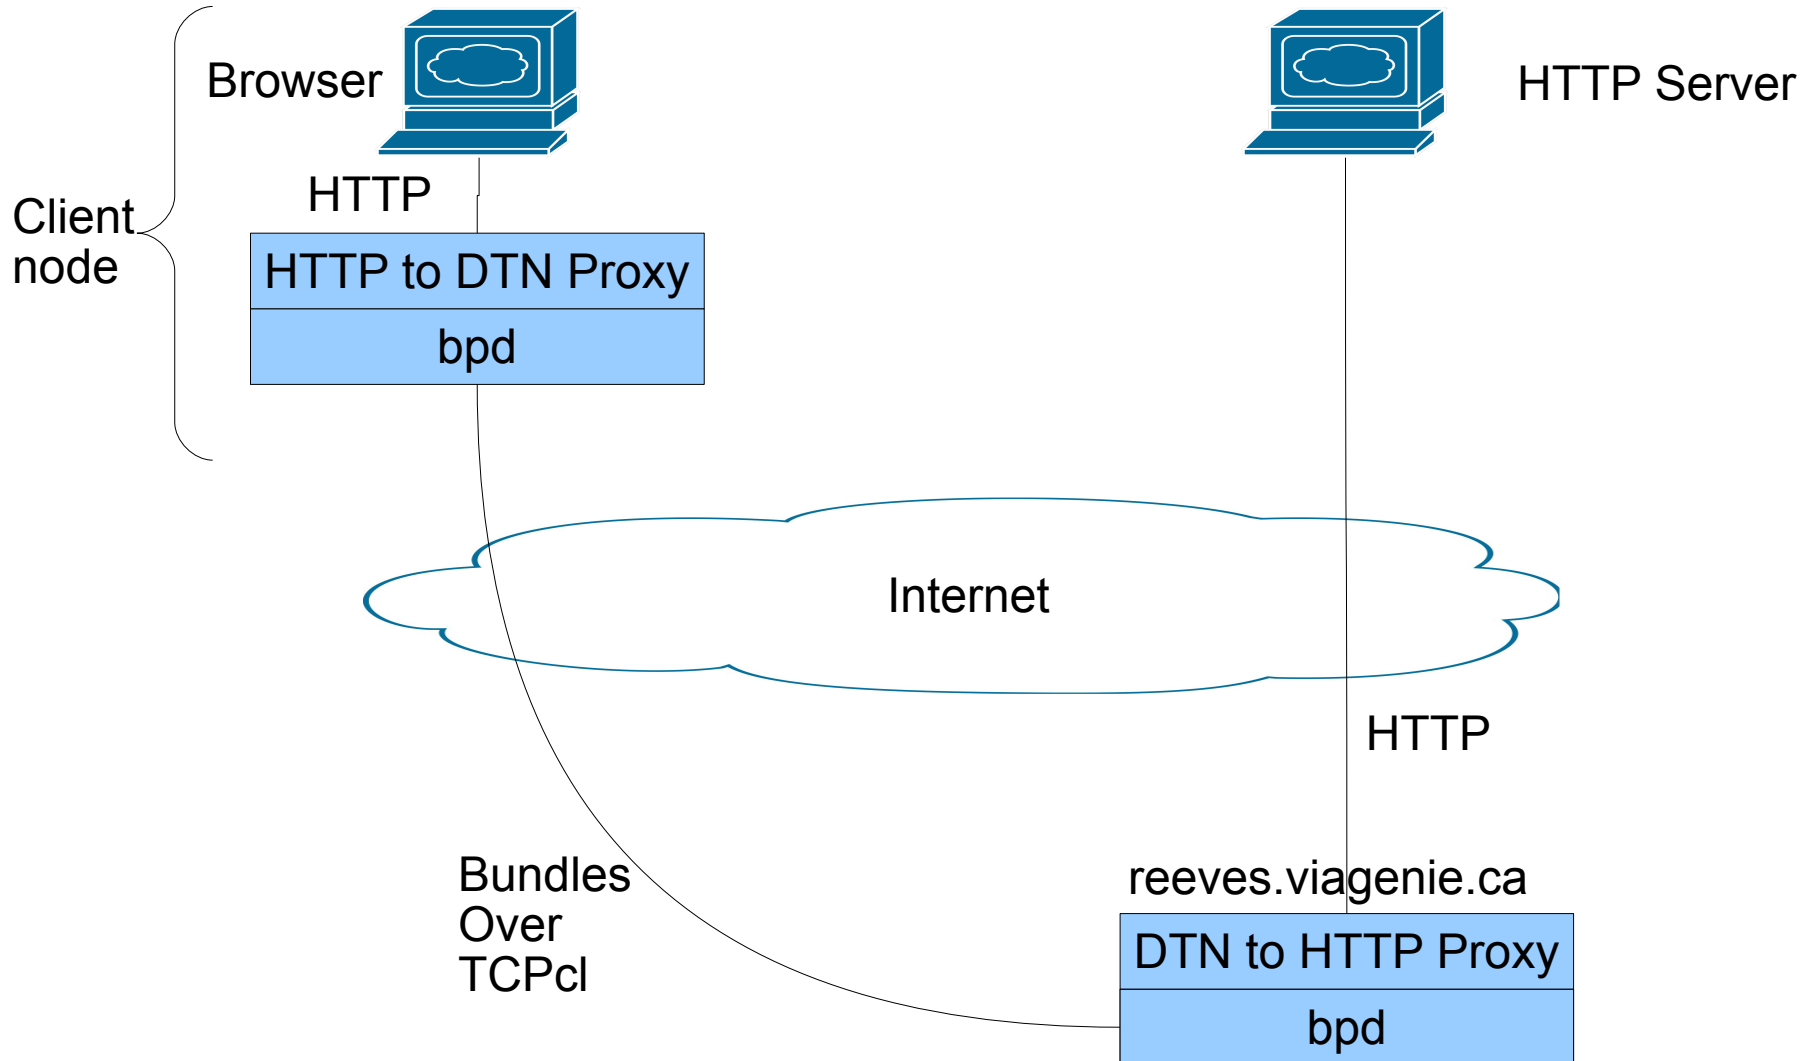 Browser
HTTP Server
HTTP
Client
node
HTTP to DTN Proxy
bpd
Internet
HTTP
Bundles
Over
TCPcl
reeves.viagenie.ca
DTN to HTTP Proxy
bpd